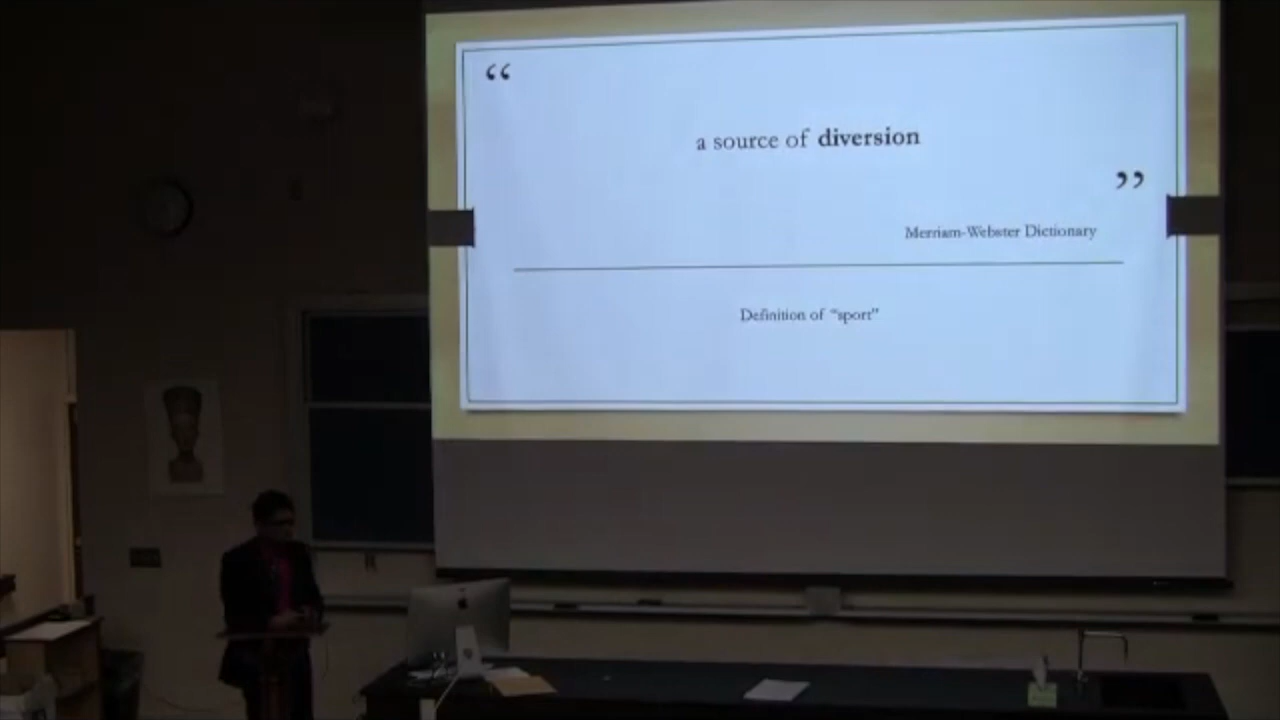 “
a source of diversion
”
Merriam-Webster Dictionary
Definition of “sport”